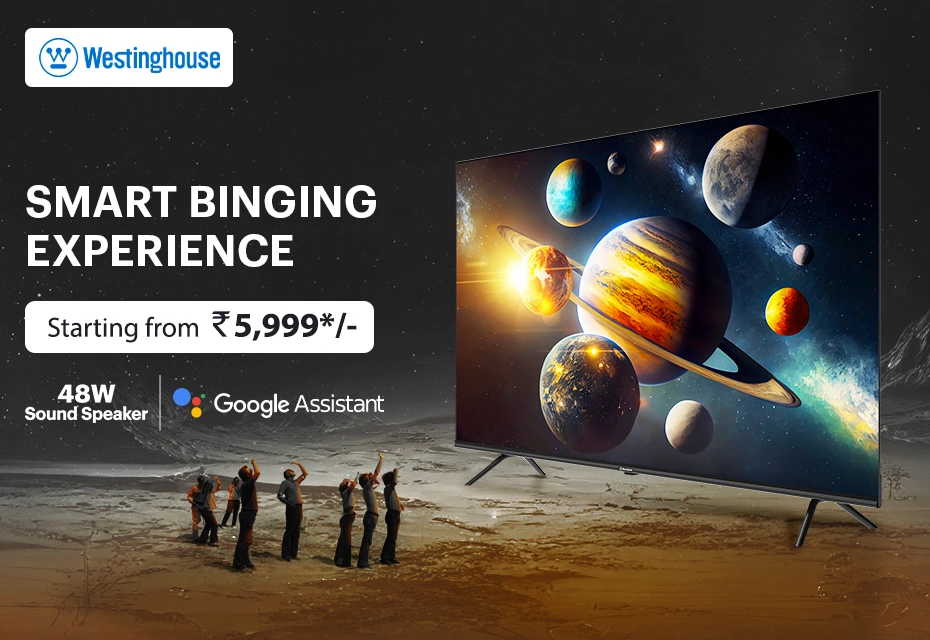 Westinghouse
SMART BINGING
EXPERIENCE
Starting from ₹5,999*/-
48W
Sound Speaker
Google Assistant